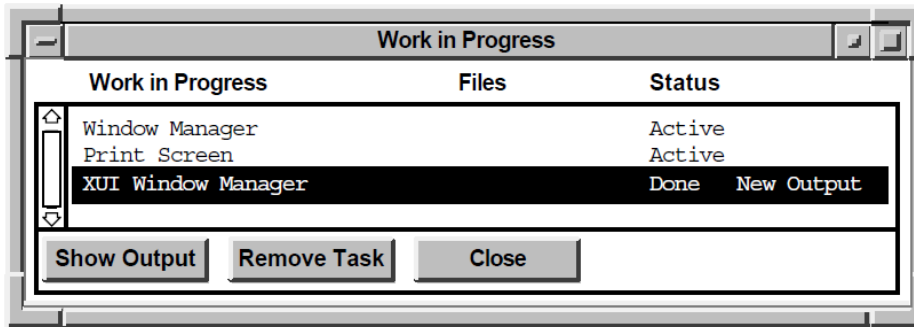 Work in Progress
Work in Progress Files Status
Window Manager Active
Print Screen Active
XUI Window Manager Done New Output
Show Output Remove Task Close